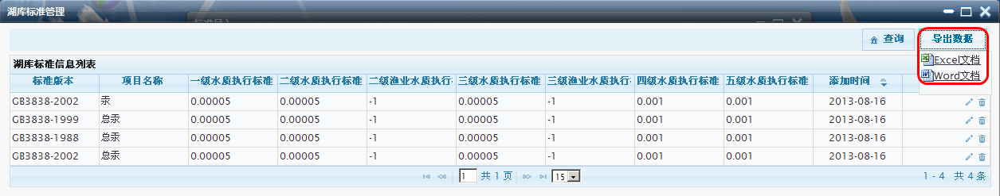 湖库标准管理
查询 导出数据
Excel文档
Word文档
湖库标准信息列表
标准版本 项目名称 一级水质执行标准 二级水质执行标准 二级渔业水质执行 三级水质执行标准 三级渔业水质执行 四级水质执行标准 五级水质执行标准 添加时间
GB3838-2002 汞 0.00005 0.00005 -1 0.00005 -1 0.001 0.001 2013-08-16
GB3838-1999 总汞 0.00005 0.00005 -1 0.00005 -1 0.001 0.001 2013-08-16
GB3838-1988 总汞 0.00005 0.00005 -1 0.00005 -1 0.001 0.001 2013-08-16
GB3838-2002 总汞 0.00005 0.00005 -1 0.00005 -1 0.001 0.001 2013-08-16
1 共 1 页 15 1 - 4 共 4 条